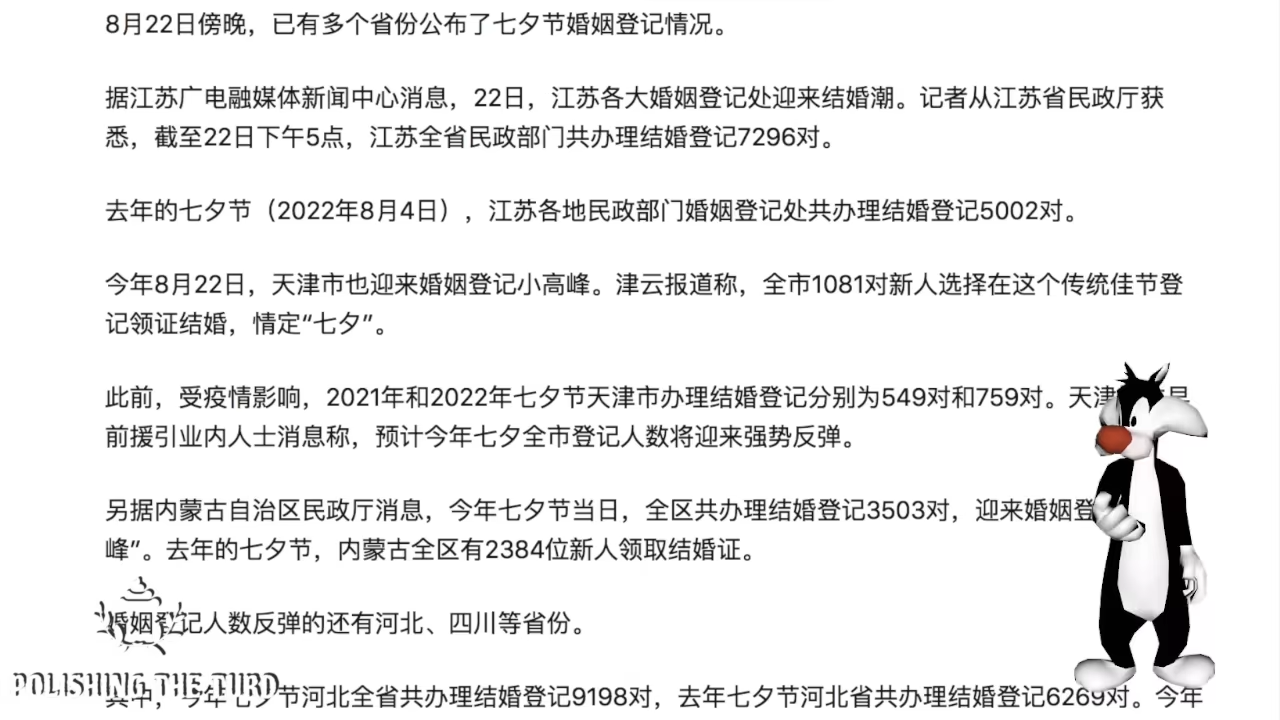 8月22日傍晚，已有多个省份公布了七夕节婚姻登记情况。
据江苏广电融媒体新闻中心消息，22日，江苏各大婚姻登记处迎来结婚潮。记者从江苏省民政厅获
悉，截至22日下午5点，江苏全省民政部门共办理结婚登记7296对。
去年的七夕节（2022年8月4日），江苏各地民政部门婚姻登记处共办理结婚登记5002对。
今年8月22日，天津市也迎来婚姻登记小高峰。津云报道称，全市1081对新人选择在这个传统佳节登
记领证结婚，情定“七夕”。
此前，受疫情影响，2021年和2022年七夕节天津市办理结婚登记分别为549对和759对。天津
前援引业内人士消息称，预计今年七夕全市登记人数将迎来强势反弹。
另据内蒙古自治区民政厅消息，今年七夕节当日，全区共办理结婚登记3503对，迎来婚姻登
峰”。去年的七夕节，内蒙古全区有2384位新人领取结婚证。
婚姻登记人数反弹的还有河北、四川等省份。
POLISHING THE TURD
其中，今年七夕节河北全省共办理结婚登记9198对，去年七夕节河北省共办理结婚登记6269对。今年